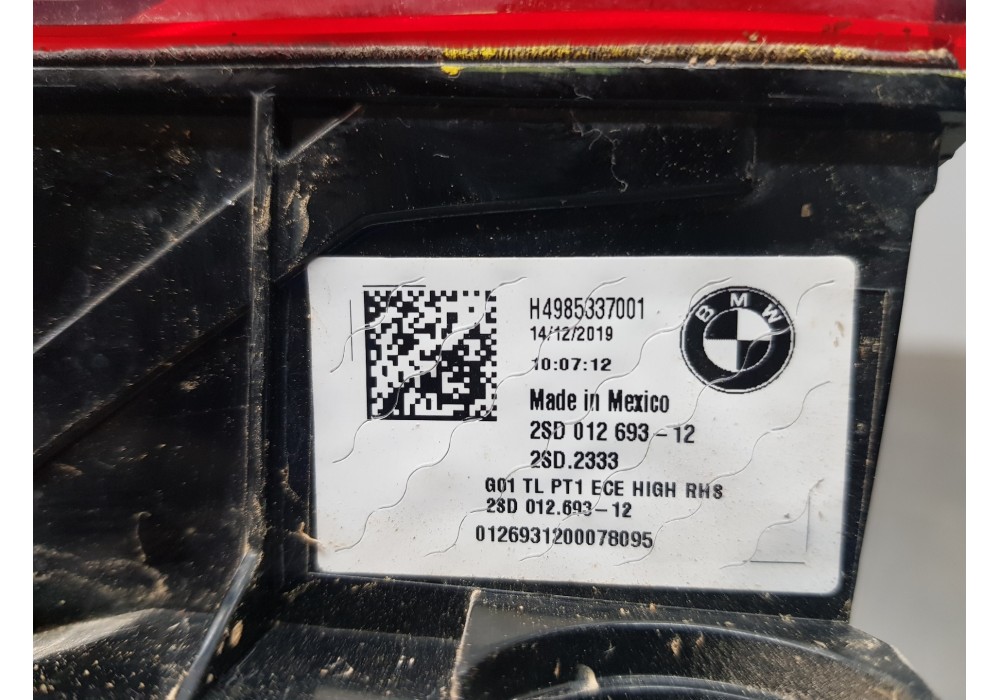 H4985337001
14/12/2019
10:07:12
BMW
Made in Mexico
2SD 012 693-12
2SD.2333
G01 TL PT1 ECE HIGH RHS
2SD 012.693-12
0126931200078095